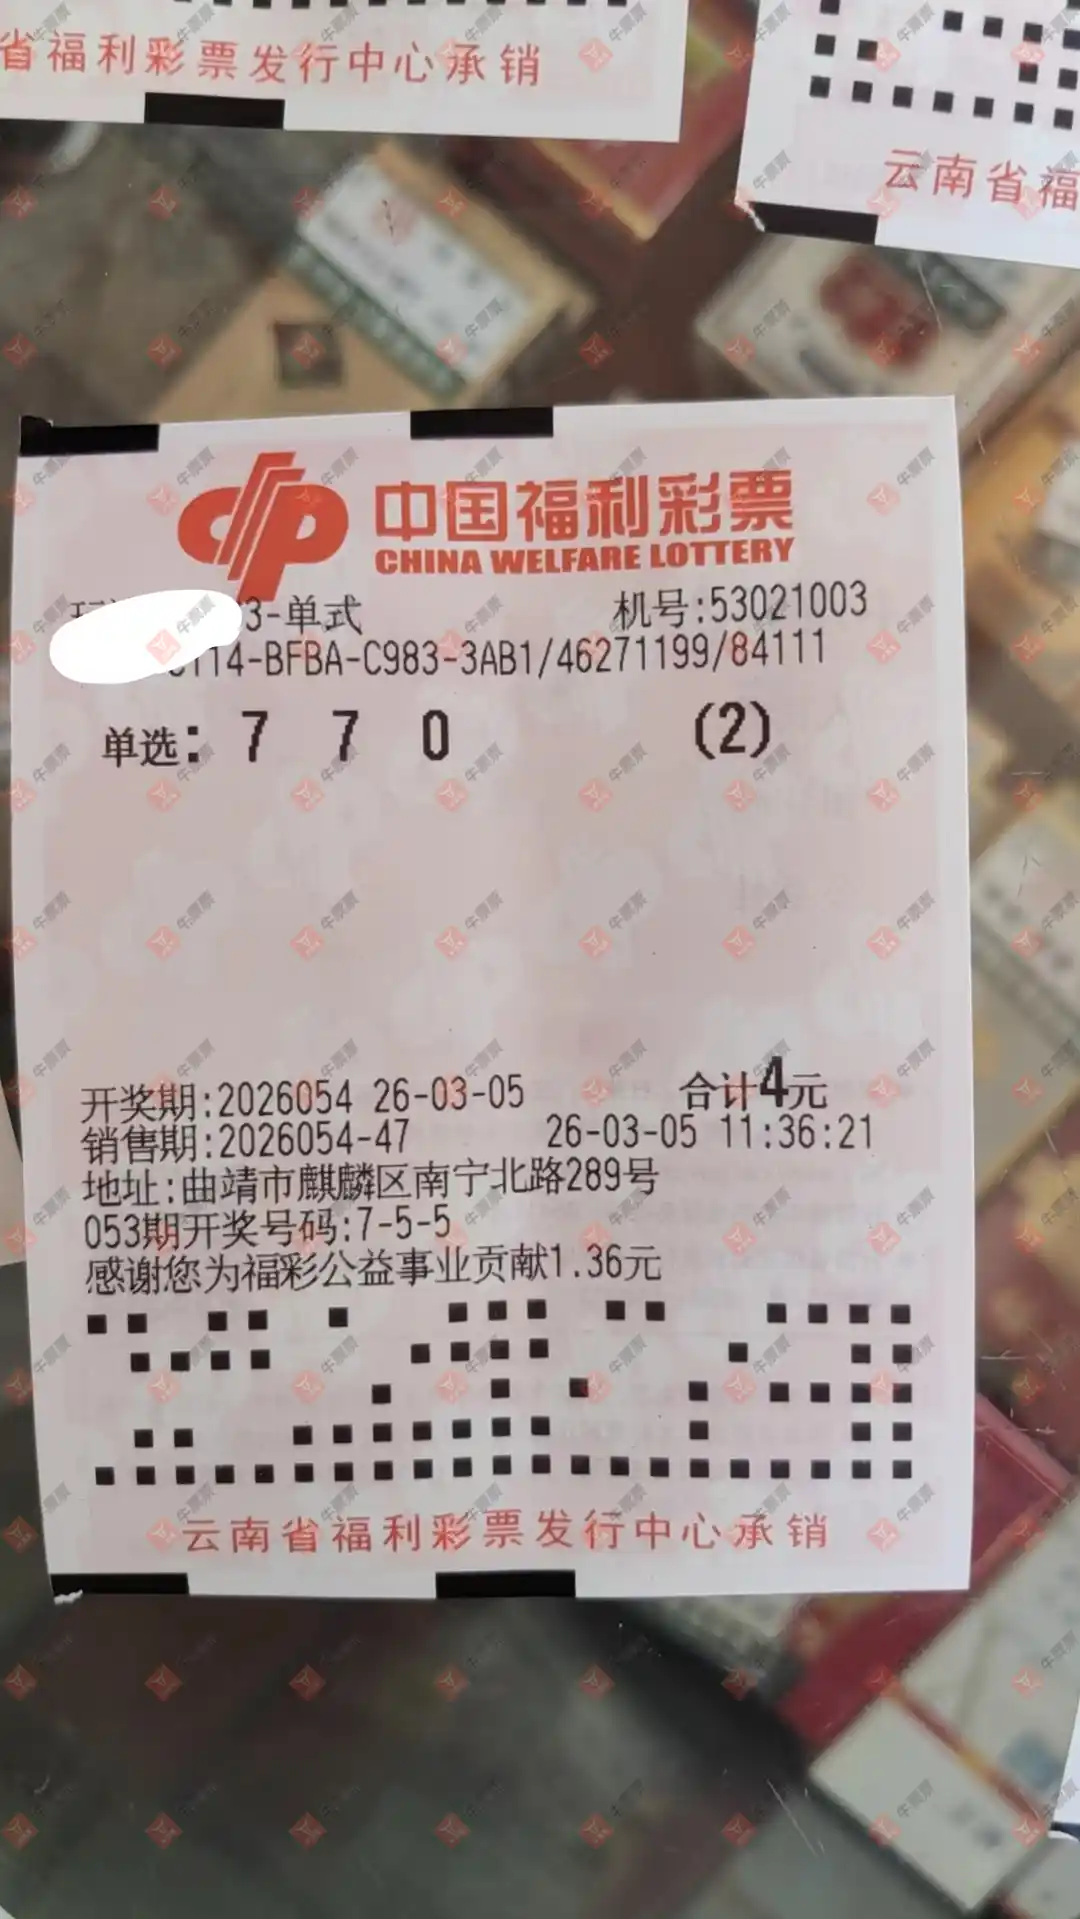 省福利彩票发行中心承销
云南省福
中国福利彩票
CHINA WELFARE LOTTERY
3-单式 机号:53021003
114-BFBA-C983-3AB1/46271199/84111
单选: 7 7 0 (2)
开奖期:2026054 26-03-05 合计4元
销售期:2026054-47 26-03-05 11:36:21
地址:曲靖市麒麟区南宁北路289号
053期开奖号码:7-5-5
感谢您为福彩公益事业贡献1.36元
云南省福利彩票发行中心承销
牛票票